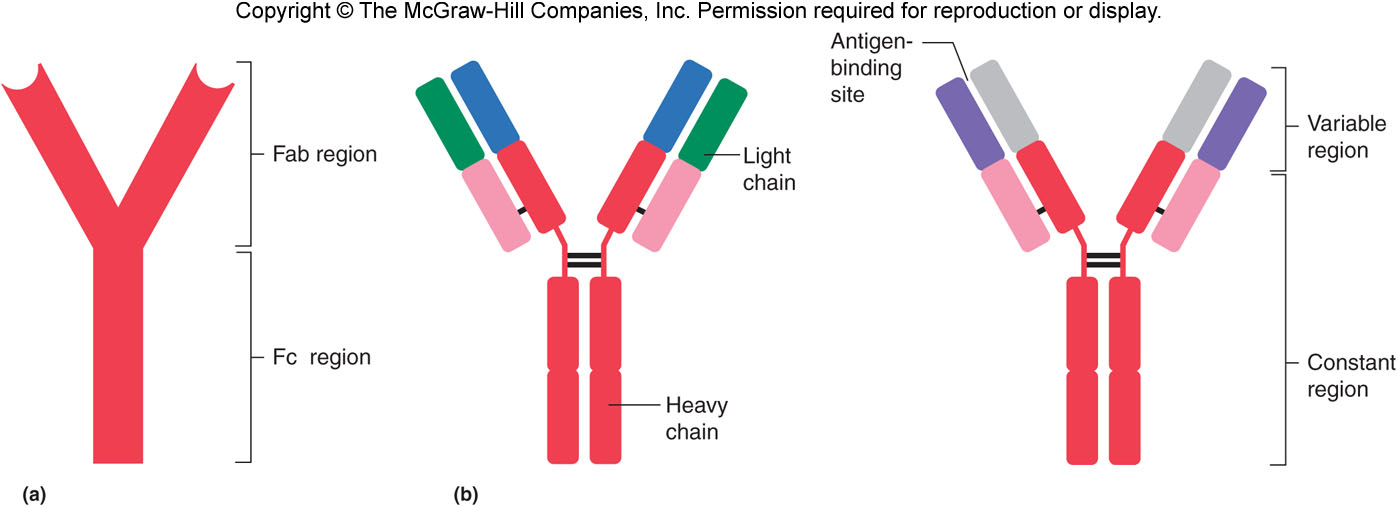 Copyright © The McGraw-Hill Companies, Inc. Permission required for reproduction or display.
Fab region
Fc region
(a)
Light
chain
Heavy
chain
(b)
Antigen-
binding
site
Variable
region
Constant
region